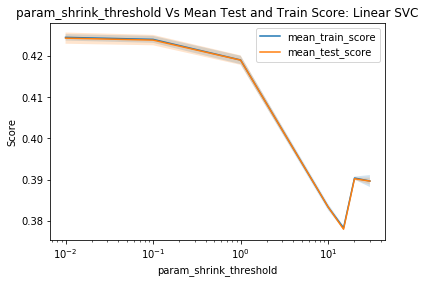 param_shrink_threshold Vs Mean Test and Train Score: Linear SVC
mean_train_score
mean_test_score
0.42
0.41
0.40
0.39
0.38
Score
10⁻²
10⁻¹
10⁰
10¹
param_shrink_threshold